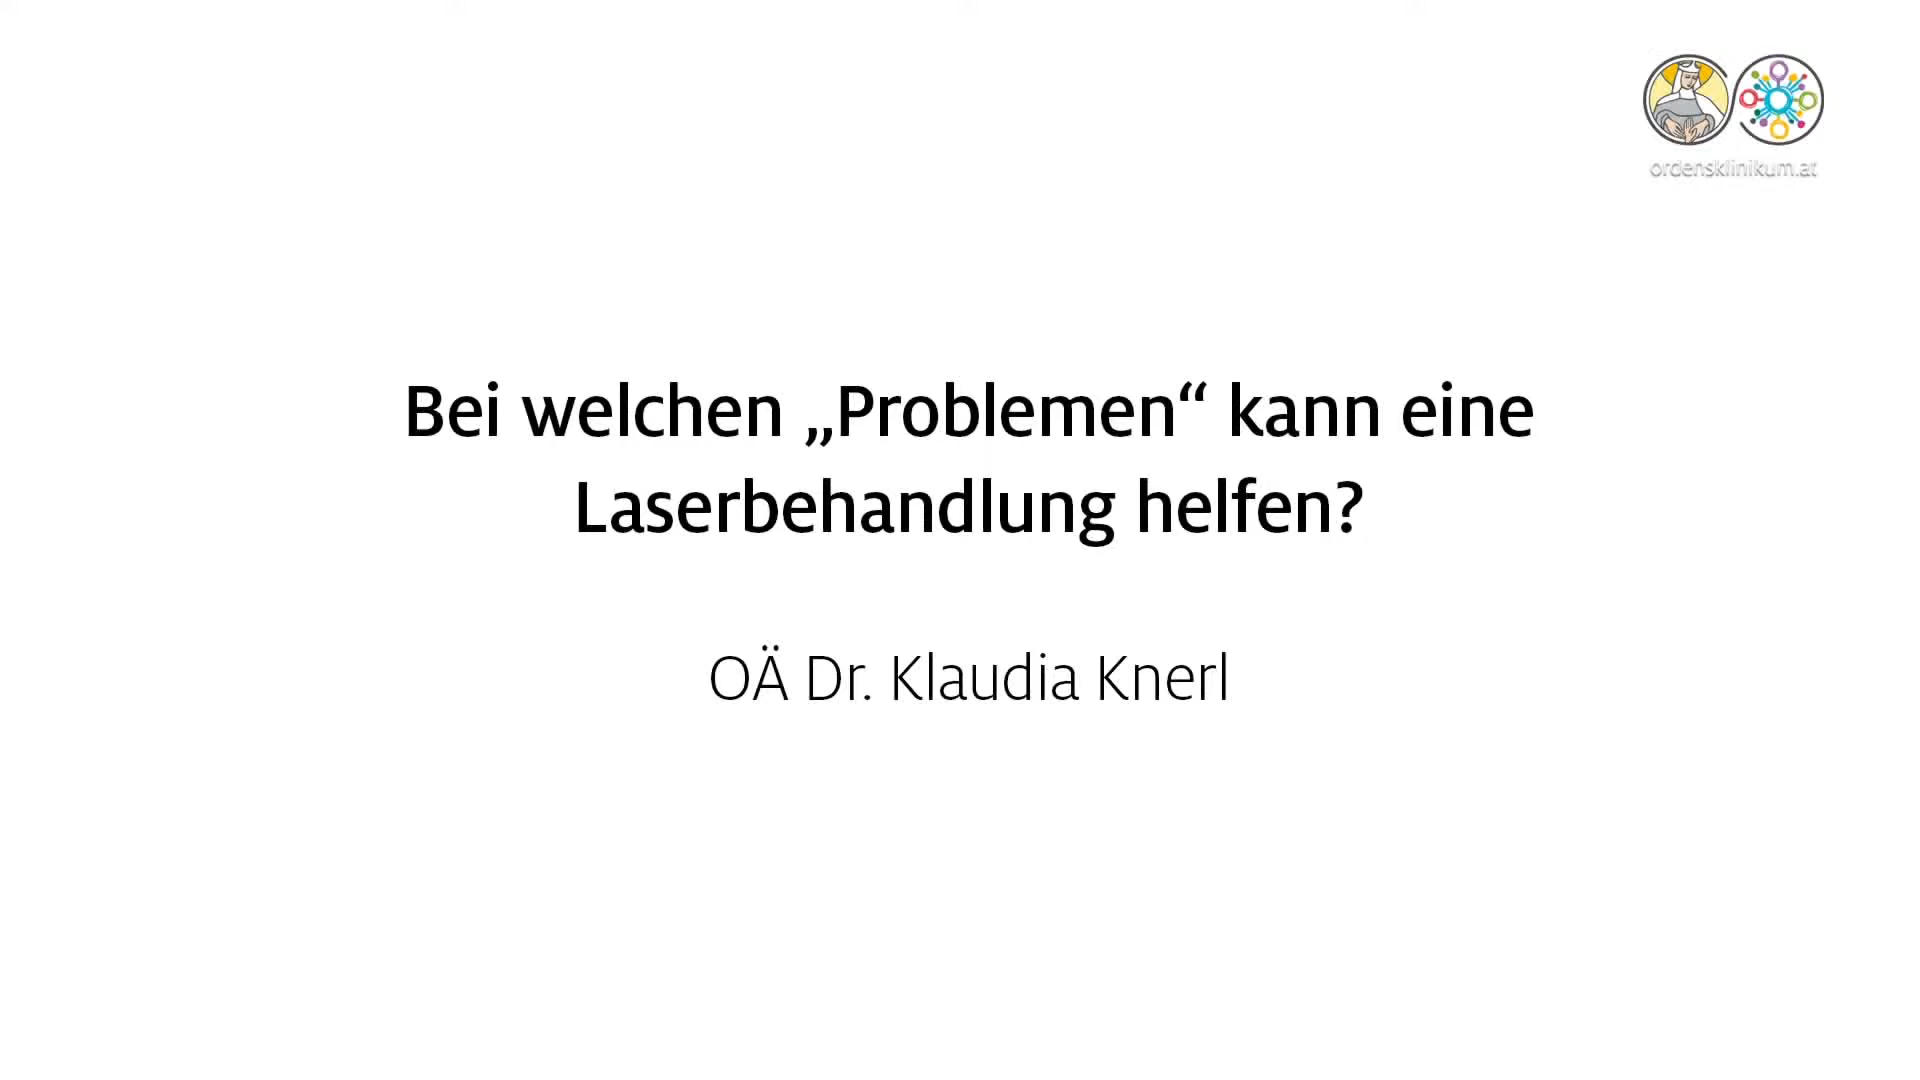 ordensklinikum.at
Bei welchen „Problemen“ kann eine
Laserbehandlung helfen?
OÄ Dr. Klaudia Knerl